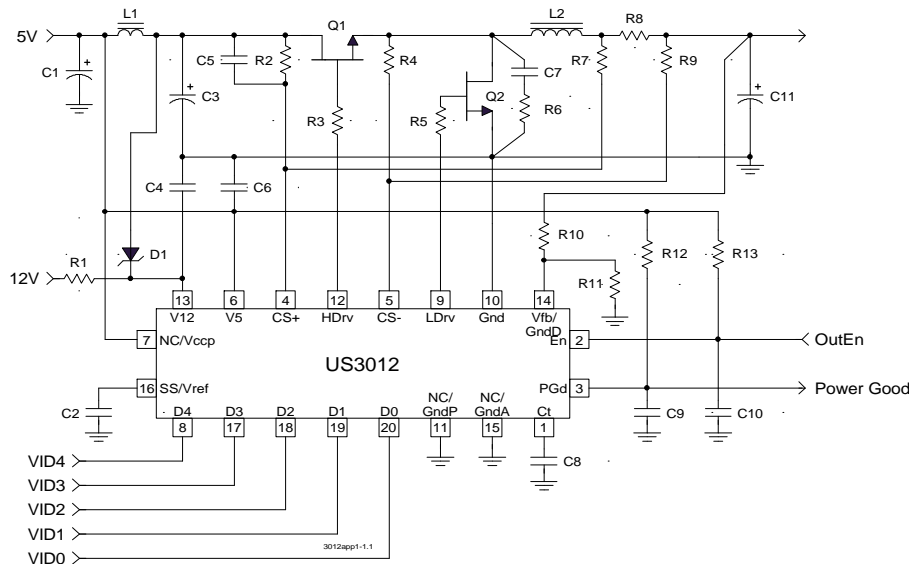 L1
Q1
L2
R8
5V
C1
C5
R2
R4
R7
R9
C3
C7
Q2
C11
R3
R5
R6
C4
C6
R10
D1
R12
R13
R1
R11
12V
13
6
4
12
5
9
10
14
V12
V5
CS+
HDrv
CS-
LDrv
Gnd
Vfb/
GndD
7
NC/Vccp
En
2
OutEn
US3012
16
SS/Vref
PGd
3
Power Good
C2
D4
D3
D2
D1
D0
NC/
GndP
NC/
GndA
Ct
C9
C10
8
17
18
19
20
11
15
1
C8
VID4
VID3
VID2
VID1
3012app1-1.1
VID0